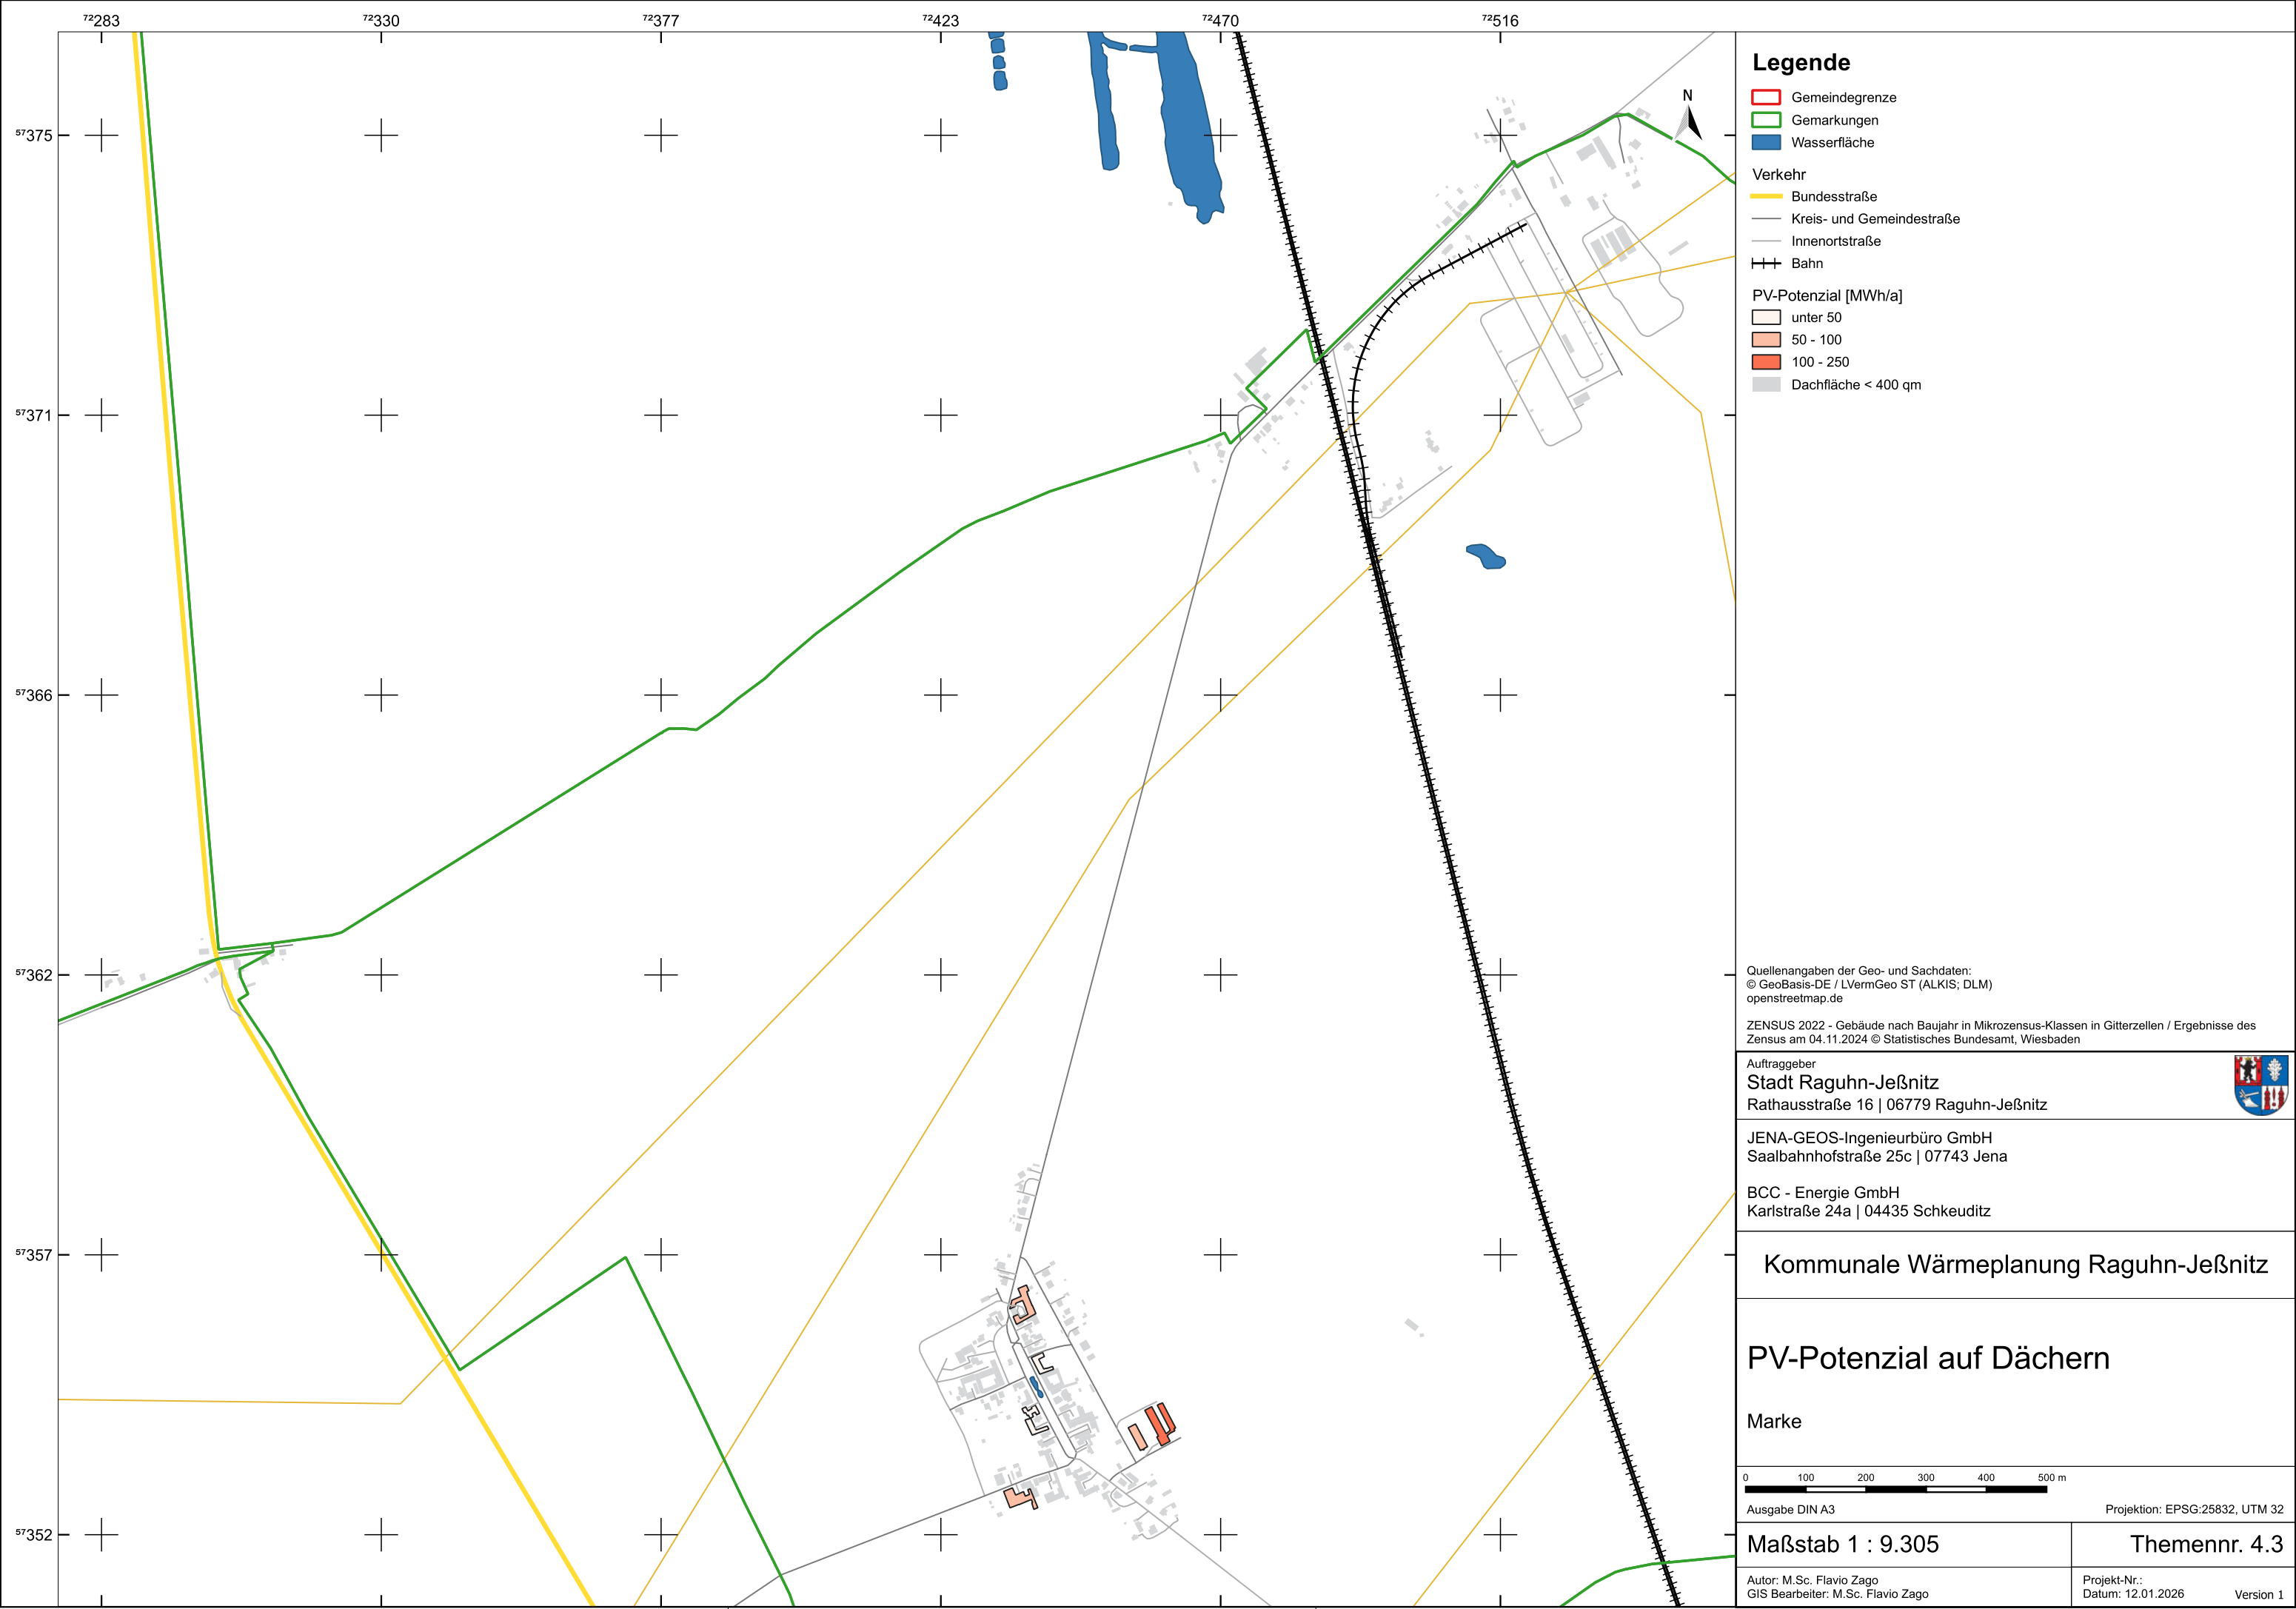 ⁷²283 ⁷²330 ⁷²377 ⁷²423 ⁷²470 ⁷²516
⁵⁷375
⁵⁷371
⁵⁷366
⁵⁷362
⁵⁷357
⁵⁷352
N
Legende
Gemeindegrenze
Gemarkungen
Wasserfläche
Verkehr
Bundesstraße
Kreis- und Gemeindestraße
Innenortstraße
Bahn
PV-Potenzial [MWh/a]
unter 50
50 - 100
100 - 250
Dachfläche < 400 qm
Quellenangaben der Geo- und Sachdaten:
© GeoBasis-DE / LVermGeo ST (ALKIS; DLM)
openstreetmap.de
ZENSUS 2022 - Gebäude nach Baujahr in Mikrozensus-Klassen in Gitterzellen / Ergebnisse des
Zensus am 04.11.2024 © Statistisches Bundesamt, Wiesbaden
Auftraggeber
Stadt Raguhn-Jeßnitz
Rathausstraße 16 | 06779 Raguhn-Jeßnitz
JENA-GEOS-Ingenieurbüro GmbH
Saalbahnhofstraße 25c | 07743 Jena
BCC - Energie GmbH
Karlstraße 24a | 04435 Schkeuditz
Kommunale Wärmeplanung Raguhn-Jeßnitz
PV-Potenzial auf Dächern
Marke
0 100 200 300 400 500 m
Ausgabe DIN A3 Projektion: EPSG:25832, UTM 32
Maßstab 1 : 9.305 Themennr. 4.3
Autor: M.Sc. Flavio Zago Projekt-Nr.:
GIS Bearbeiter: M.Sc. Flavio Zago Datum: 12.01.2026 Version 1